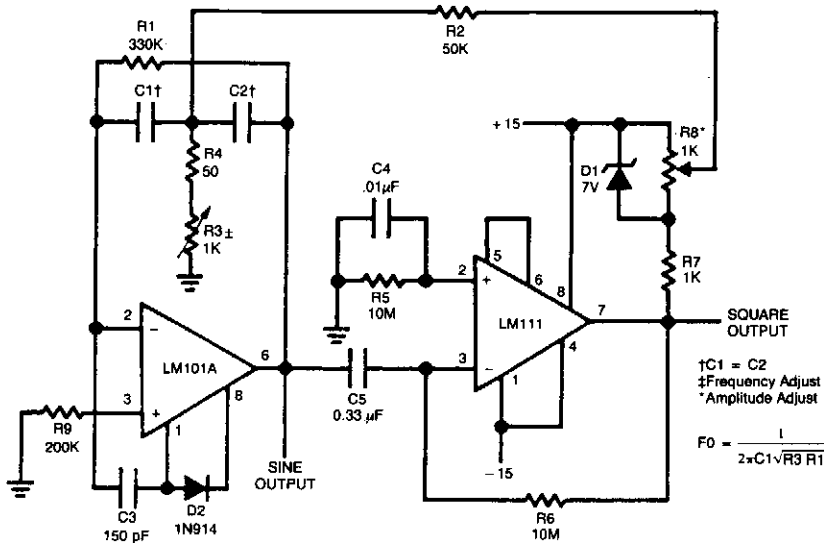 R1
330K
C1†
C2†
R2
50K
R4
50
R3±
1K
+15
R8*
1K
D1
7V
C4
.01μF
5
6
8
R7
1K
2
+
R5
10M
7
LM111
SQUARE
OUTPUT
2
−
LM101A
6
3
−
4
1
†C1 = C2
‡Frequency Adjust
*Amplitude Adjust
3
+
8
1
R9
200K
C5
0.33 μF
−15
F0 = 1
2πC1√R3 R1
SINE
OUTPUT
C3
150 pF
D2
1N914
R6
10M